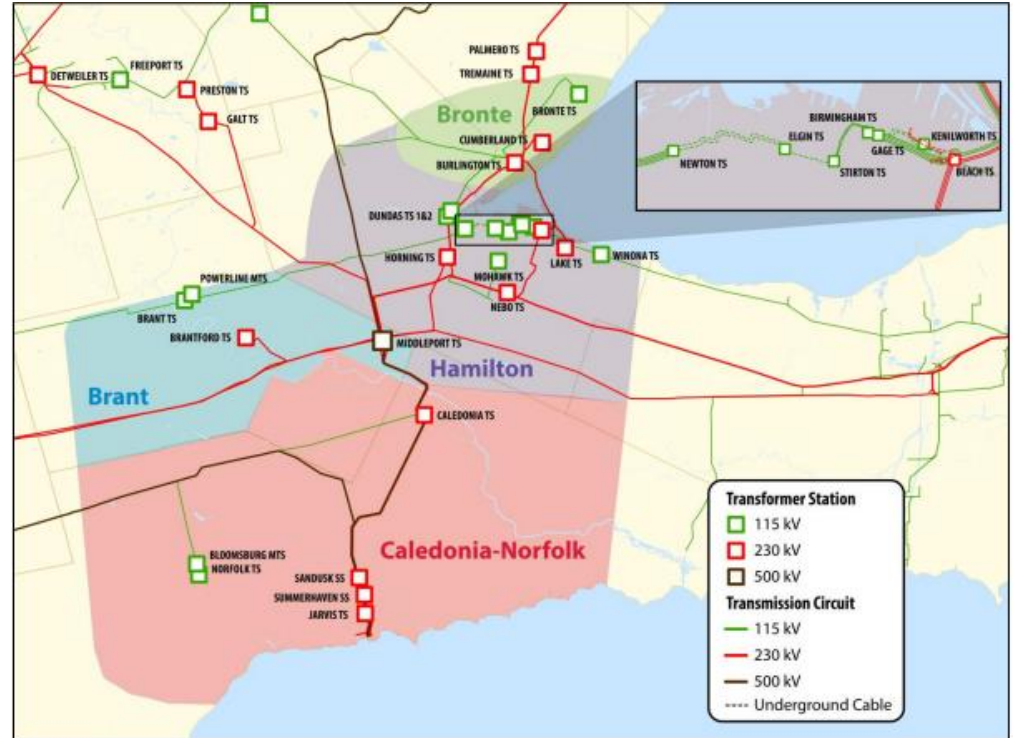 PALMERO TS
FREEPORT TS
DETWEILER TS
TREMAINE TS
PRESTON TS
BRONTE TS
Bronte
GALT TS
CUMBERLAND TS
BURLINGTON TS
BIRMINGHAM TS
ELGIN TS
KENILWORTH TS
GAGE TS
NEWTON TS
STIRTON TS
BEACH TS
DUNDAS TS 1&2
HORNING TS
LAKE TS
WINONA TS
MOHAWK TS
POWERLINE MTS
NEBO TS
BRANT TS
BRANTFORD TS
MIDDLEPORT TS
Hamilton
Brant
CALEDONIA TS
Caledonia-Norfolk
BLOOMSBURG MTS
NORFOLK TS
SANDUSK SS
SUMMERHAVEN SS
JARVIS TS
Transformer Station
115 kV
230 kV
500 kV
Transmission Circuit
115 kV
230 kV
500 kV
Underground Cable